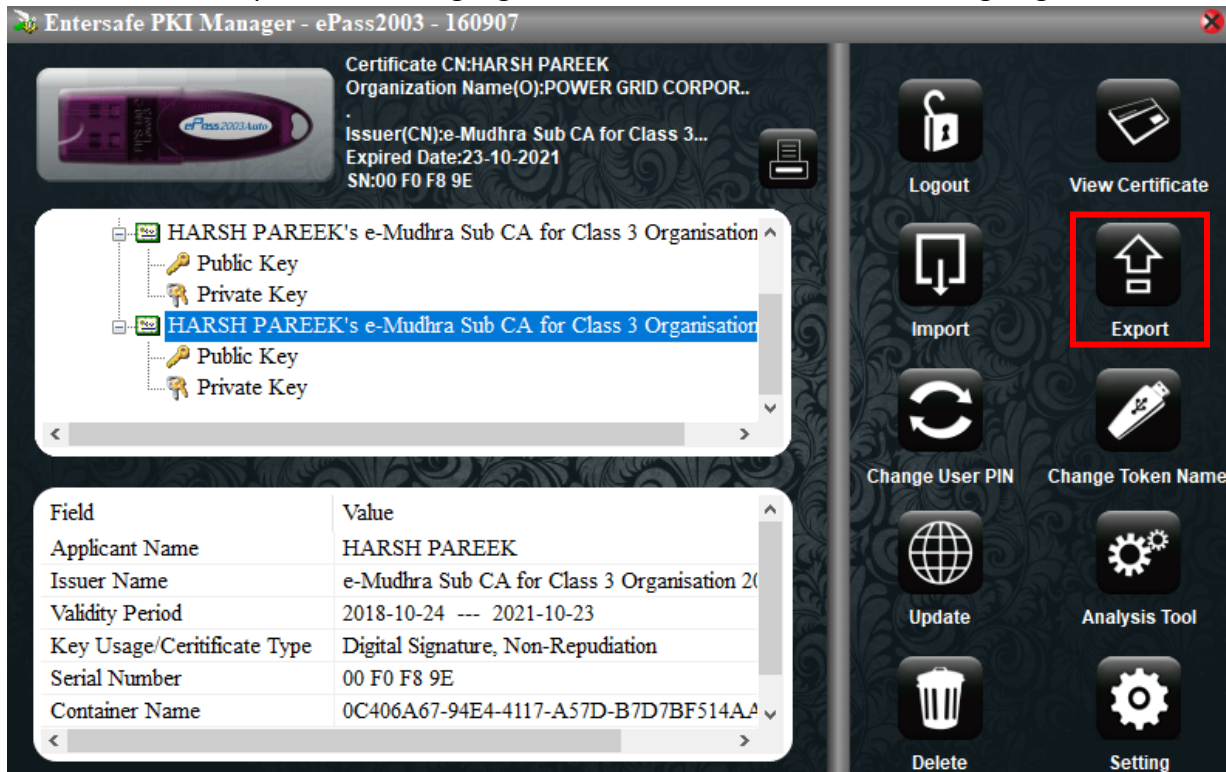 Entersafe PKI Manager - ePass2003 - 160907
Certificate CN:HARSH PAREEK
Organization Name(O):POWER GRID CORPOR..
.
Issuer(CN):e-Mudhra Sub CA for Class 3...
Expired Date:23-10-2021
SN:00 F0 F8 9E
ePass2003Auto
HARSH PAREEK's e-Mudhra Sub CA for Class 3 Organisation
Public Key
Private Key
HARSH PAREEK's e-Mudhra Sub CA for Class 3 Organisation
Public Key
Private Key
Field Value
Applicant Name HARSH PAREEK
Issuer Name e-Mudhra Sub CA for Class 3 Organisation 20
Validity Period 2018-10-24 --- 2021-10-23
Key Usage/Ceritificate Type Digital Signature, Non-Repudiation
Serial Number 00 F0 F8 9E
Container Name 0C406A67-94E4-4117-A57D-B7D7BF514AA
Logout View Certificate
Import Export
Change User PIN Change Token Name
Update Analysis Tool
Delete Setting